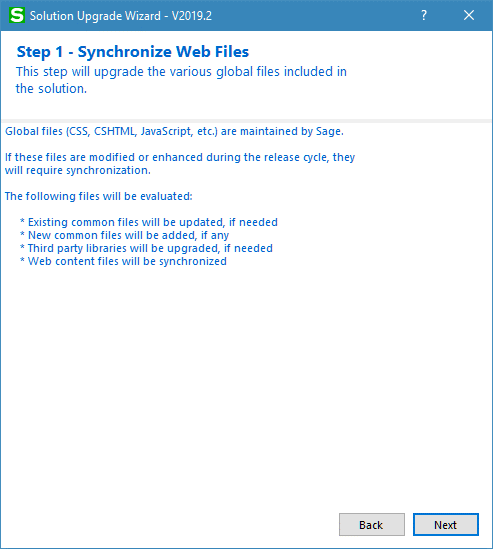 S Solution Upgrade Wizard - V2019.2 ?
Step 1 - Synchronize Web Files
This step will upgrade the various global files included in
the solution.
Global files (CSS, CSHTML, JavaScript, etc.) are maintained by Sage.
If these files are modified or enhanced during the release cycle, they
will require synchronization.
The following files will be evaluated:
* Existing common files will be updated, if needed
* New common files will be added, if any
* Third party libraries will be upgraded, if needed
* Web content files will be synchronized
Back Next